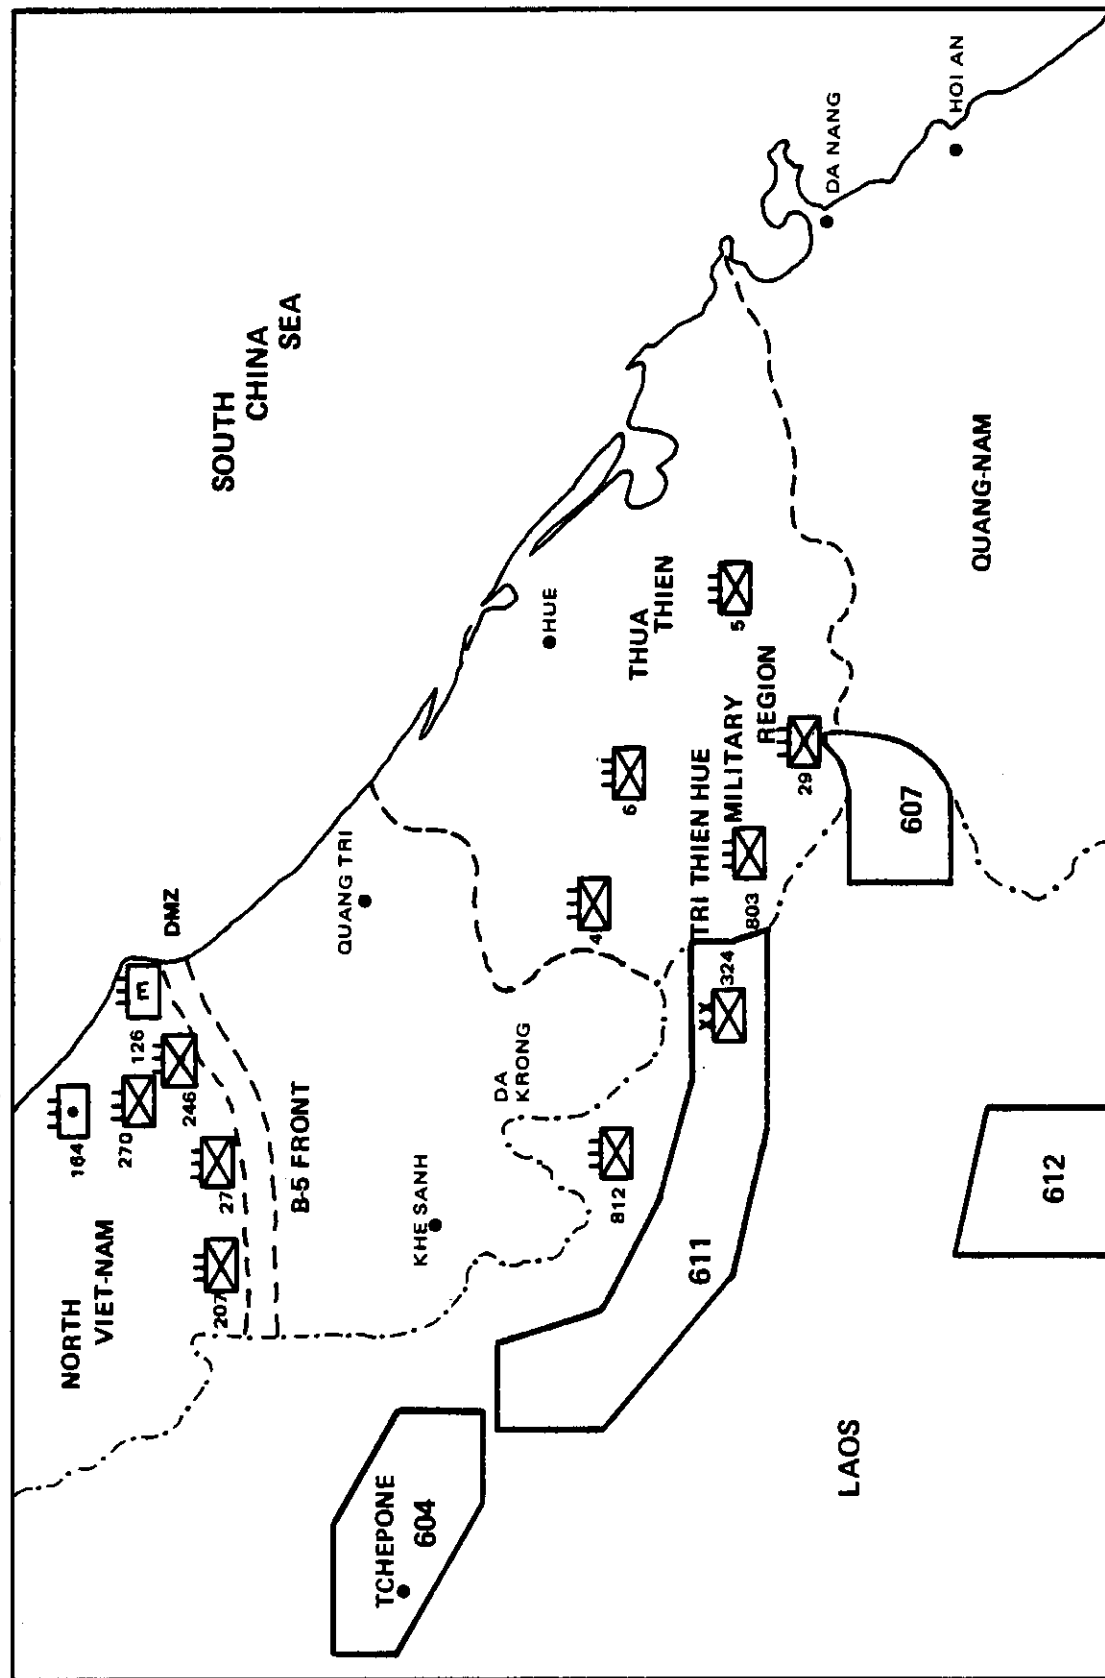 NORTH
VIET-NAM
164
270
126
246
27
207
DMZ
B-5 FRONT
SOUTH
CHINA
SEA
QUANG TRI
KHE SANH
DA
KRONG
HUE
TCHEPONE
604
812
4
6
THUA
THIEN
5
TRI THIEN HUE
MILITARY
REGION
324
803
29
611
607
DA NANG
HOI AN
QUANG-NAM
LAOS
612
E